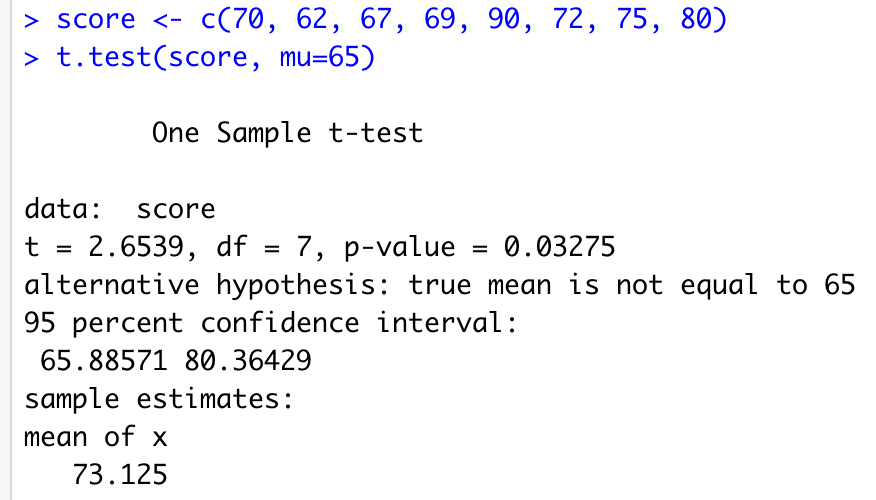 > score <- c(70, 62, 67, 69, 90, 72, 75, 80)
> t.test(score, mu=65)
One Sample t-test
data:  score
t = 2.6539, df = 7, p-value = 0.03275
alternative hypothesis: true mean is not equal to 65
95 percent confidence interval:
65.88571 80.36429
sample estimates:
mean of x
73.125